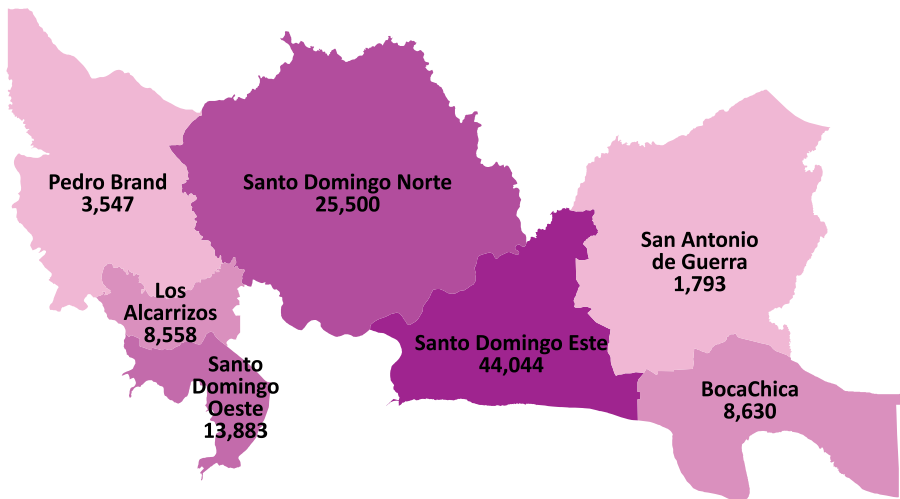 Pedro Brand
3,547
Santo Domingo Norte
25,500
San Antonio
de Guerra
1,793
Los
Alcarrizos
8,558
Santo Domingo Este
44,044
Santo
Domingo
Oeste
13,883
BocaChica
8,630